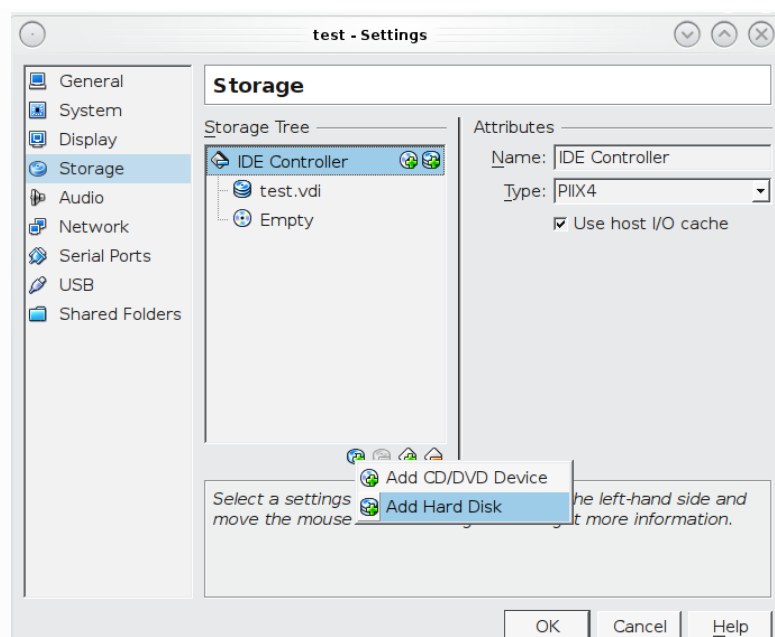 test - Settings
General
System
Display
Storage
Audio
Network
Serial Ports
USB
Shared Folders
Storage
Storage Tree
IDE Controller
test.vdi
Empty
Attributes
Name: IDE Controller
Type: PIIX4
Use host I/O cache
Add CD/DVD Device
Add Hard Disk
Select a settings he left-hand side and
move the mouse t more information.
OK Cancel Help